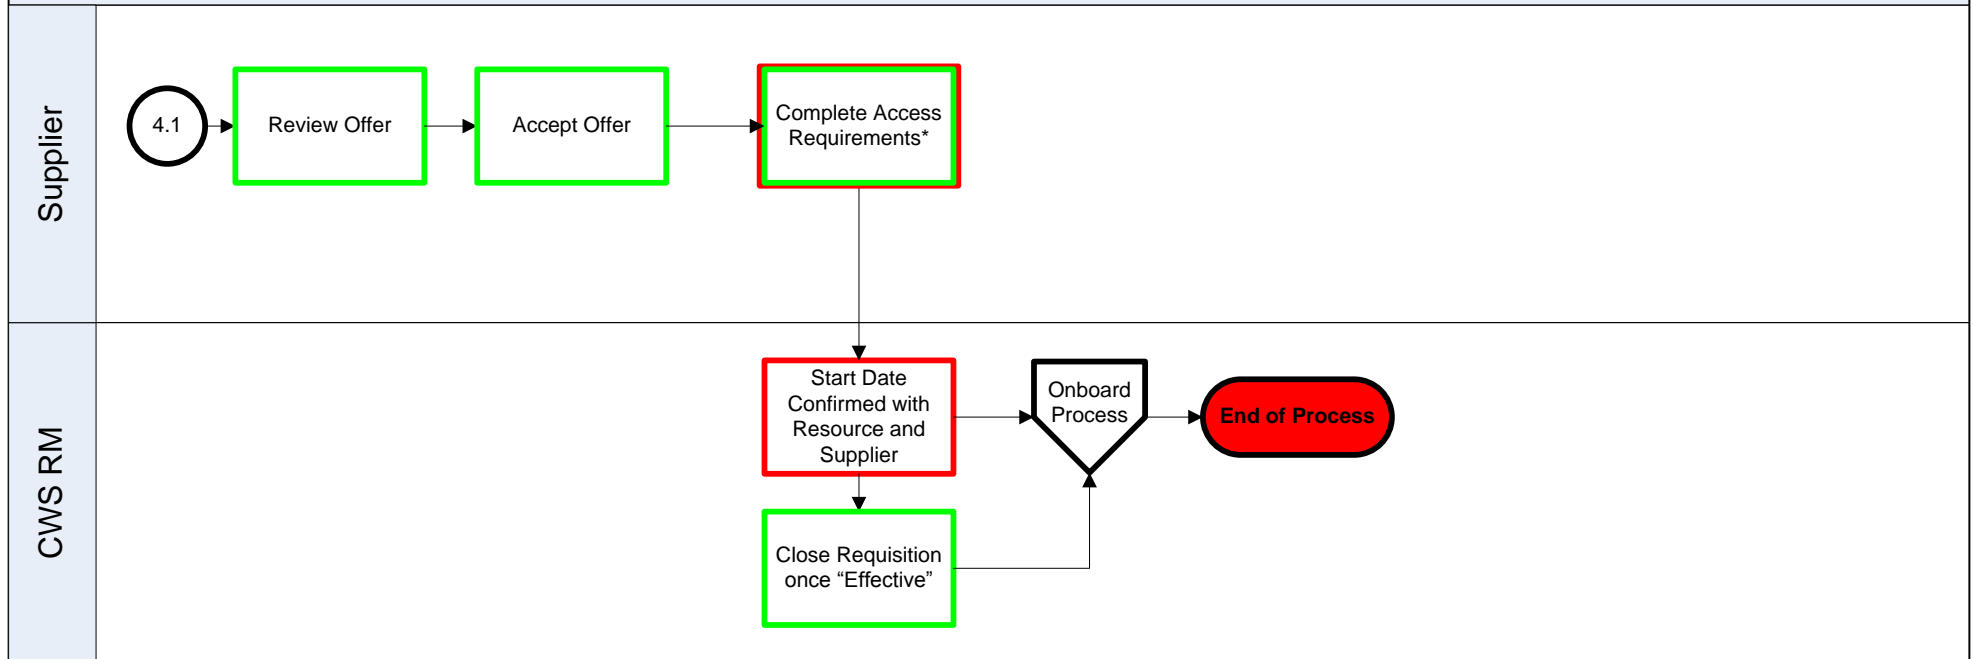 Supplier
4.1
Review Offer
Accept Offer
Complete Access
Requirements*
CWS RM
Start Date
Confirmed with
Resource and
Supplier
Onboard
Process
End of Process
Close Requisition
once “Effective”